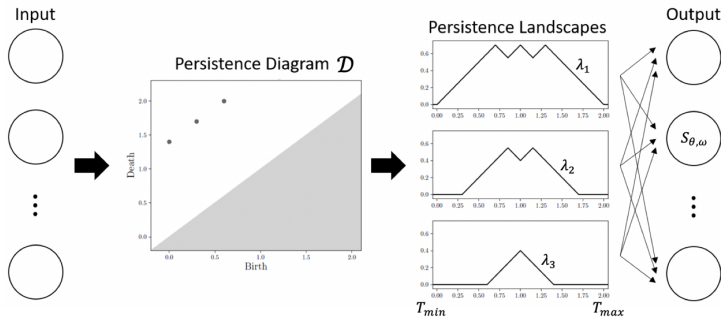 Input
Persistence Diagram 𝒟
Death
2.0
1.5
1.0
0.5
0.0
0.0 0.5 1.0 1.5 2.0
Birth
Persistence Landscapes
λ₁
0.6
0.4
0.2
0.0
0.00 0.25 0.50 0.75 1.00 1.25 1.50 1.75 2.00
λ₂
0.6
0.4
0.2
0.0
0.00 0.25 0.50 0.75 1.00 1.25 1.50 1.75 2.00
λ₃
0.6
0.4
0.2
0.0
0.00 0.25 0.50 0.75 1.00 1.25 1.50 1.75 2.00
T_min T_max
Output
S_θ,ω